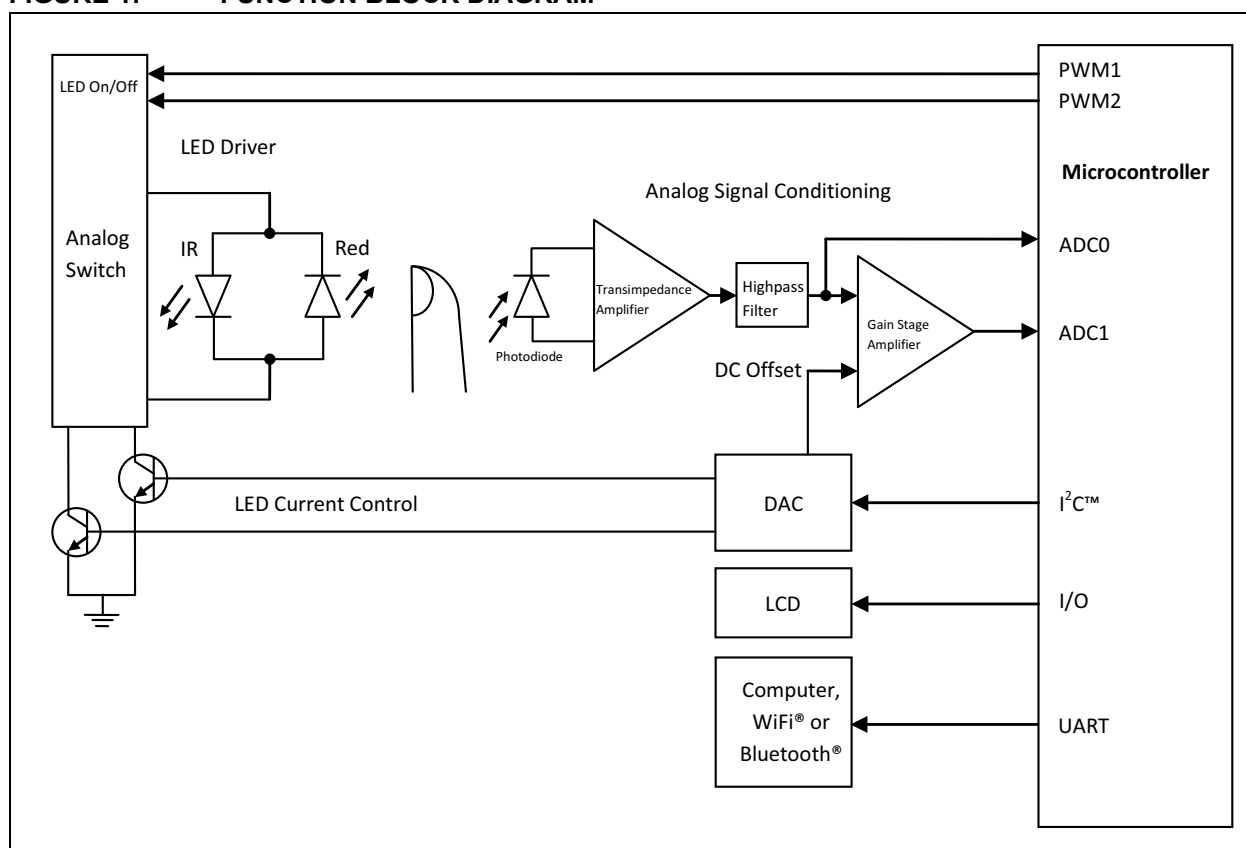 FIGURE 1: FUNCTION BLOCK DIAGRAM
LED On/Off
PWM1
PWM2
LED Driver
Microcontroller
Analog Signal Conditioning
Analog
Switch
IR
Red
ADC0
Transimpedance
Amplifier
Highpass
Filter
Gain Stage
Amplifier
ADC1
Photodiode
DC Offset
LED Current Control
DAC
I²C™
LCD
I/O
Computer,
WiFi® or
Bluetooth®
UART